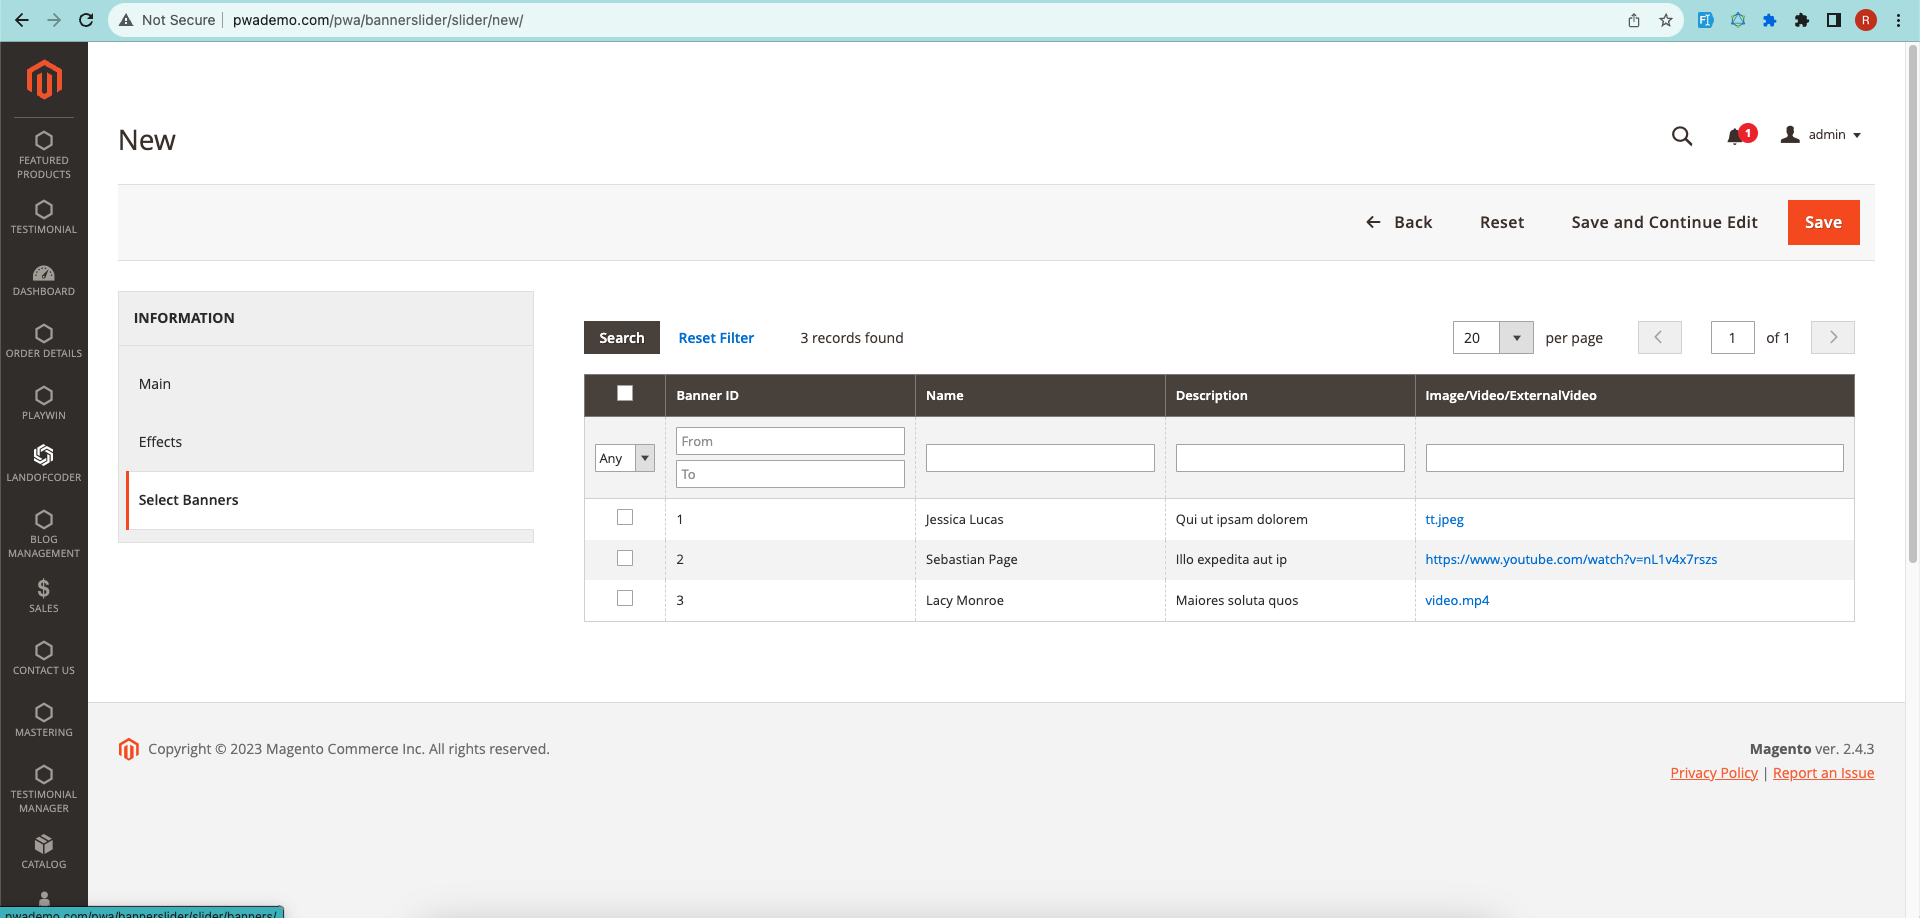 Not Secure
pwademo.com/pwa/bannerslider/slider/new/
R
FEATURED
PRODUCTS
TESTIMONIAL
DASHBOARD
ORDER DETAILS
PLAYWIN
LANDOFCODER
BLOG
MANAGEMENT
SALES
CONTACT US
MASTERING
TESTIMONIAL
MANAGER
CATALOG
New
1
admin
Back Reset Save and Continue Edit Save
INFORMATION
Main
Effects
Select Banners
Search Reset Filter 3 records found 20 per page 1 of 1
Banner ID Name Description Image/Video/ExternalVideo
Any From
To
1 Jessica Lucas Qui ut ipsam dolorem tt.jpeg
2 Sebastian Page Illo expedita aut ip https://www.youtube.com/watch?v=nL1v4x7rszs
3 Lacy Monroe Maiores soluta quos video.mp4
Copyright © 2023 Magento Commerce Inc. All rights reserved.
Magento ver. 2.4.3
Privacy Policy | Report an Issue
pwademo.com/pwa/bannerslider/slider/banners/